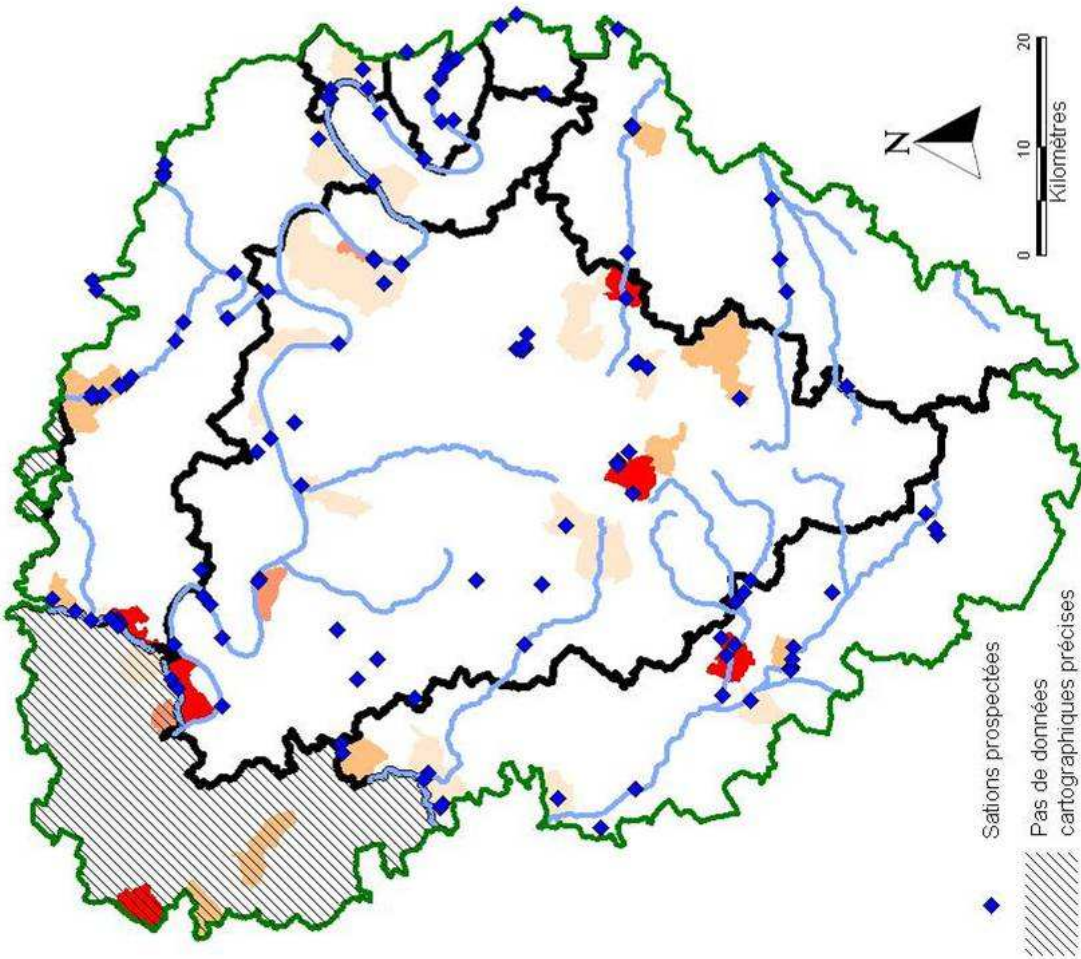 N
0 10 20
Kilomètres
Sations prospectées
Pas de données
cartographiques précises